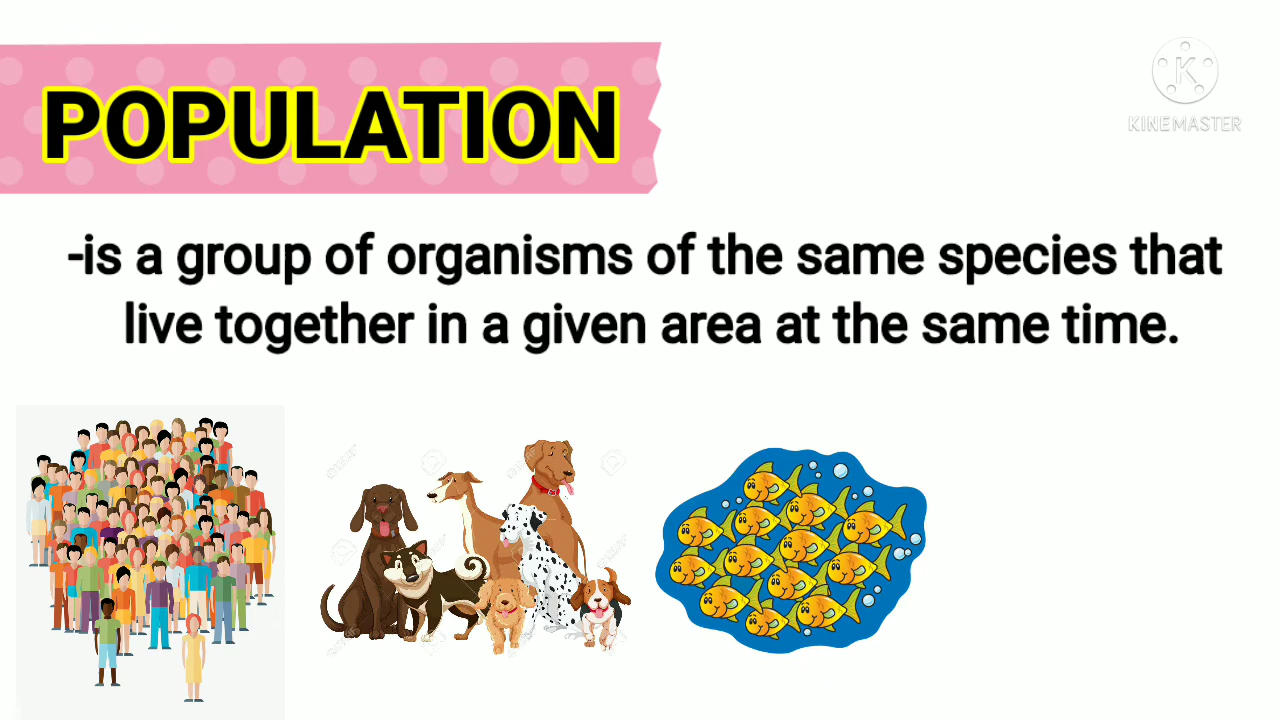 POPULATION
KINEMASTER
-is a group of organisms of the same species that
live together in a given area at the same time.